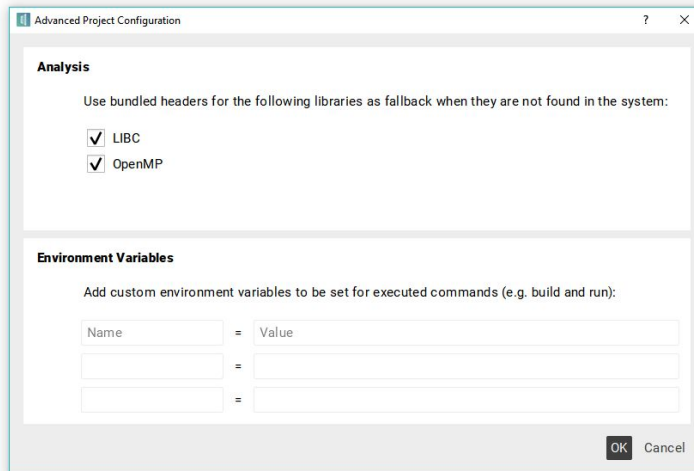 Advanced Project Configuration ? ×
Analysis
Use bundled headers for the following libraries as fallback when they are not found in the system:
LIBC
OpenMP
Environment Variables
Add custom environment variables to be set for executed commands (e.g. build and run):
Name = Value
=
=
OK Cancel